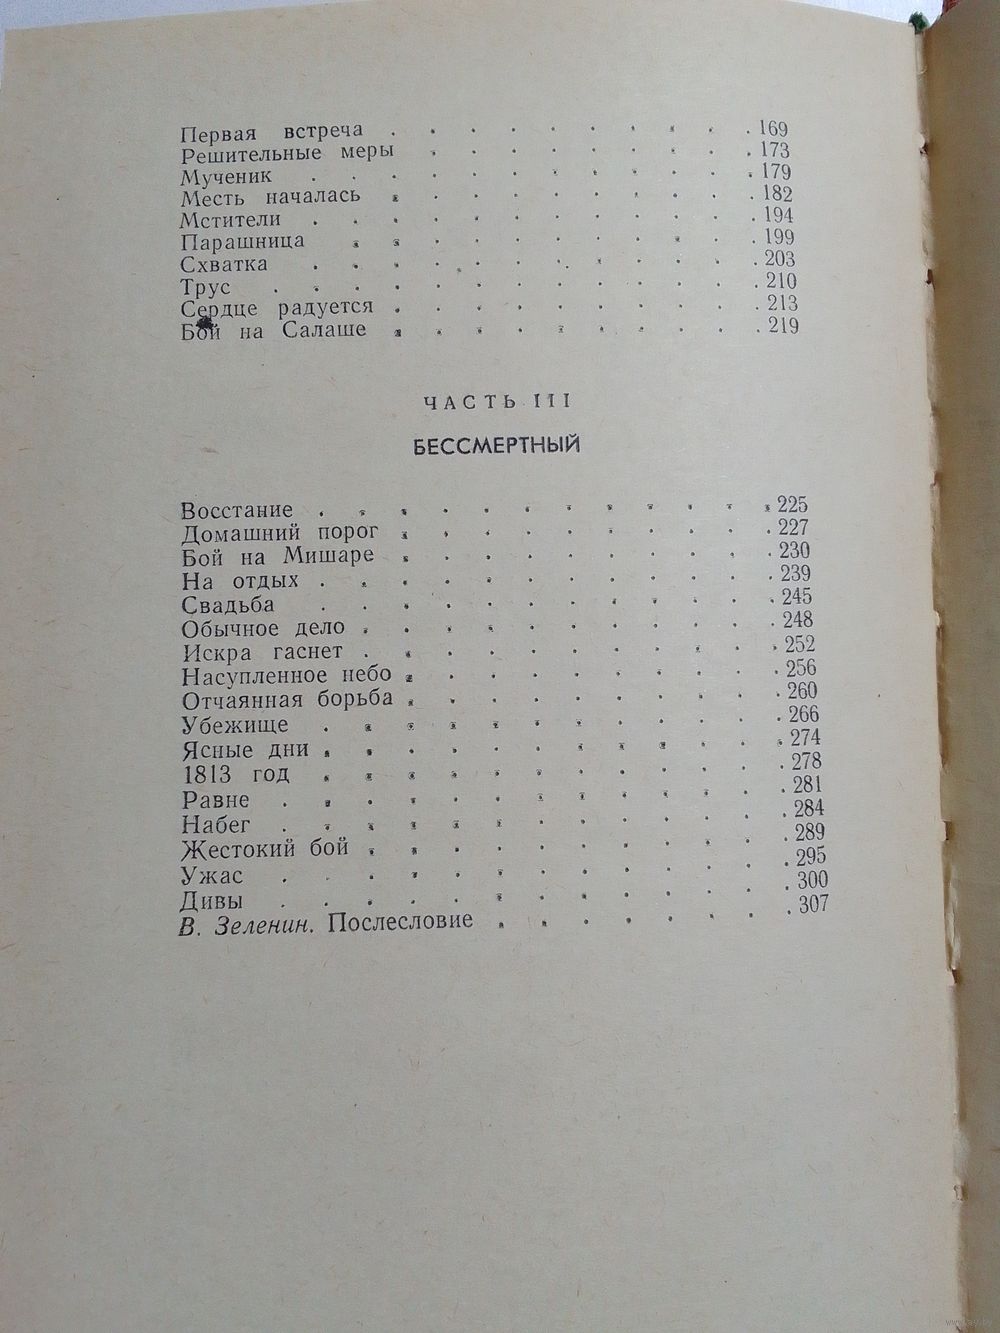 Первая встреча . . . . . . . . . . 169
Решительные меры . . . . . . . . . 173
Мученик . . . . . . . . . . . . 179
Месть началась . . . . . . . . . . 182
Мстители . . . . . . . . . . . . 194
Парашница . . . . . . . . . . . 199
Схватка . . . . . . . . . . . . 203
Трус . . . . . . . . . . . . . 210
Сердце радуется . . . . . . . . . . 213
Бой на Салаше . . . . . . . . . . 219
ЧАСТЬ III
БЕССМЕРТНЫЙ
Восстание . . . . . . . . . . . . 225
Домашний порог . . . . . . . . . . 227
Бой на Мишаре . . . . . . . . . . 230
На отдых . . . . . . . . . . . . 239
Свадьба . . . . . . . . . . . . 245
Обычное дело . . . . . . . . . . . 248
Искра гаснет . . . . . . . . . . . 252
Насупленное небо . . . . . . . . . . 256
Отчаянная борьба . . . . . . . . . . 260
Убежище . . . . . . . . . . . . 266
Ясные дни . . . . . . . . . . . . 274
1813 год . . . . . . . . . . . . 278
Равне . . . . . . . . . . . . . 281
Набег . . . . . . . . . . . . . 284
Жестокий бой . . . . . . . . . . . 289
Ужас . . . . . . . . . . . . . 295
Дивы . . . . . . . . . . . . . 300
В. Зеленин. Послесловие . . . . . . . . 307